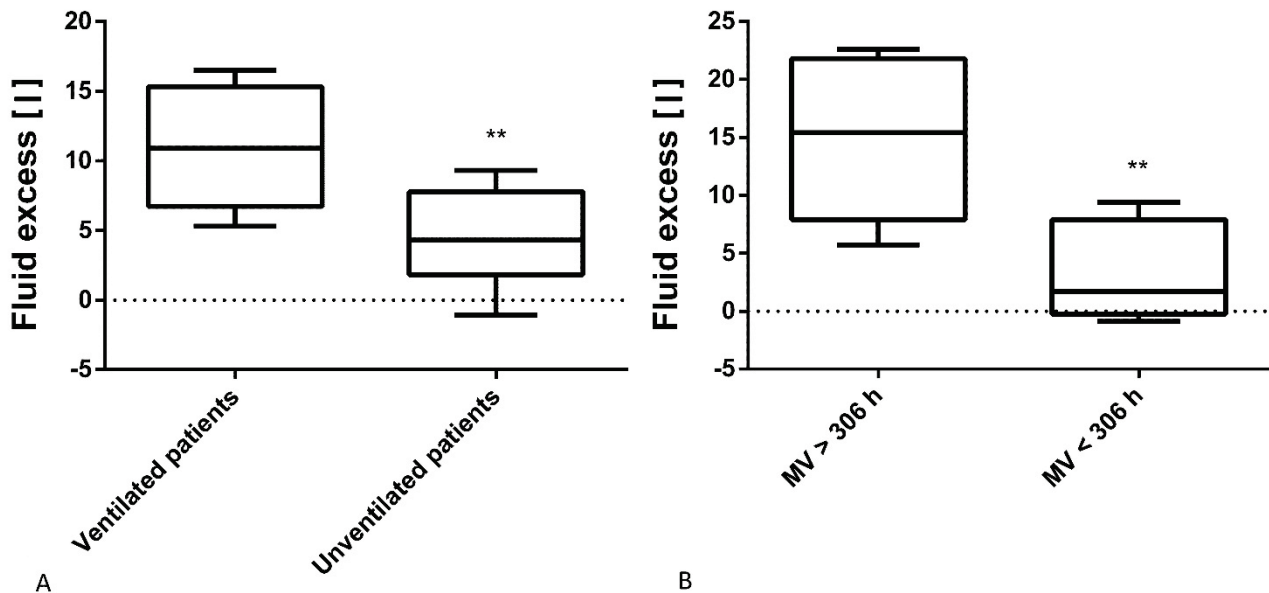 Fluid excess [ l ]
20
15
10
5
0
-5
**
Ventilated patients
Unventilated patients
A
Fluid excess [ l ]
25
20
15
10
5
0
-5
**
MV > 306 h
MV < 306 h
B